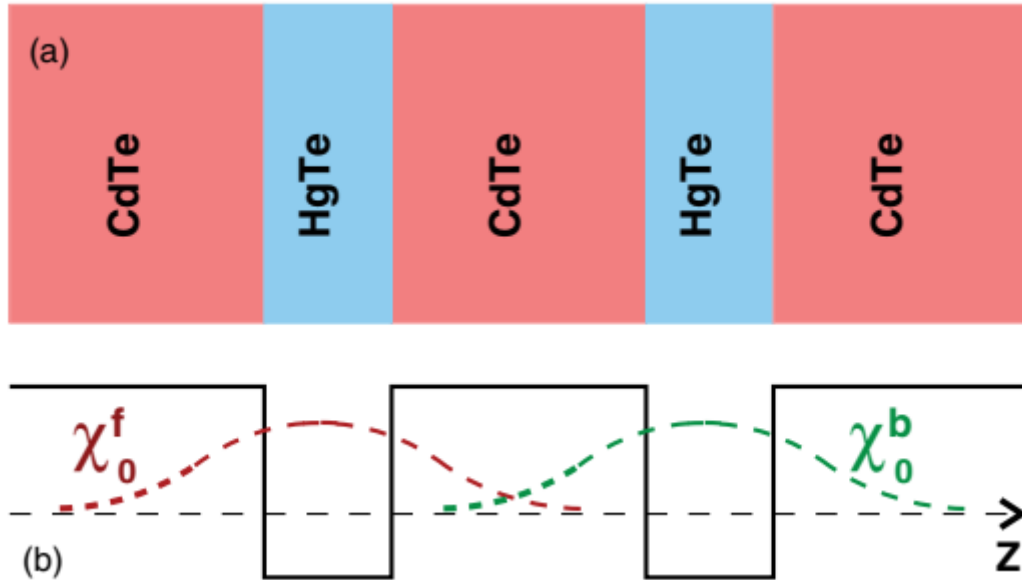 (a)
CdTe
HgTe
CdTe
HgTe
CdTe
χ₀ᶠ
χ₀ᵇ
Z
(b)